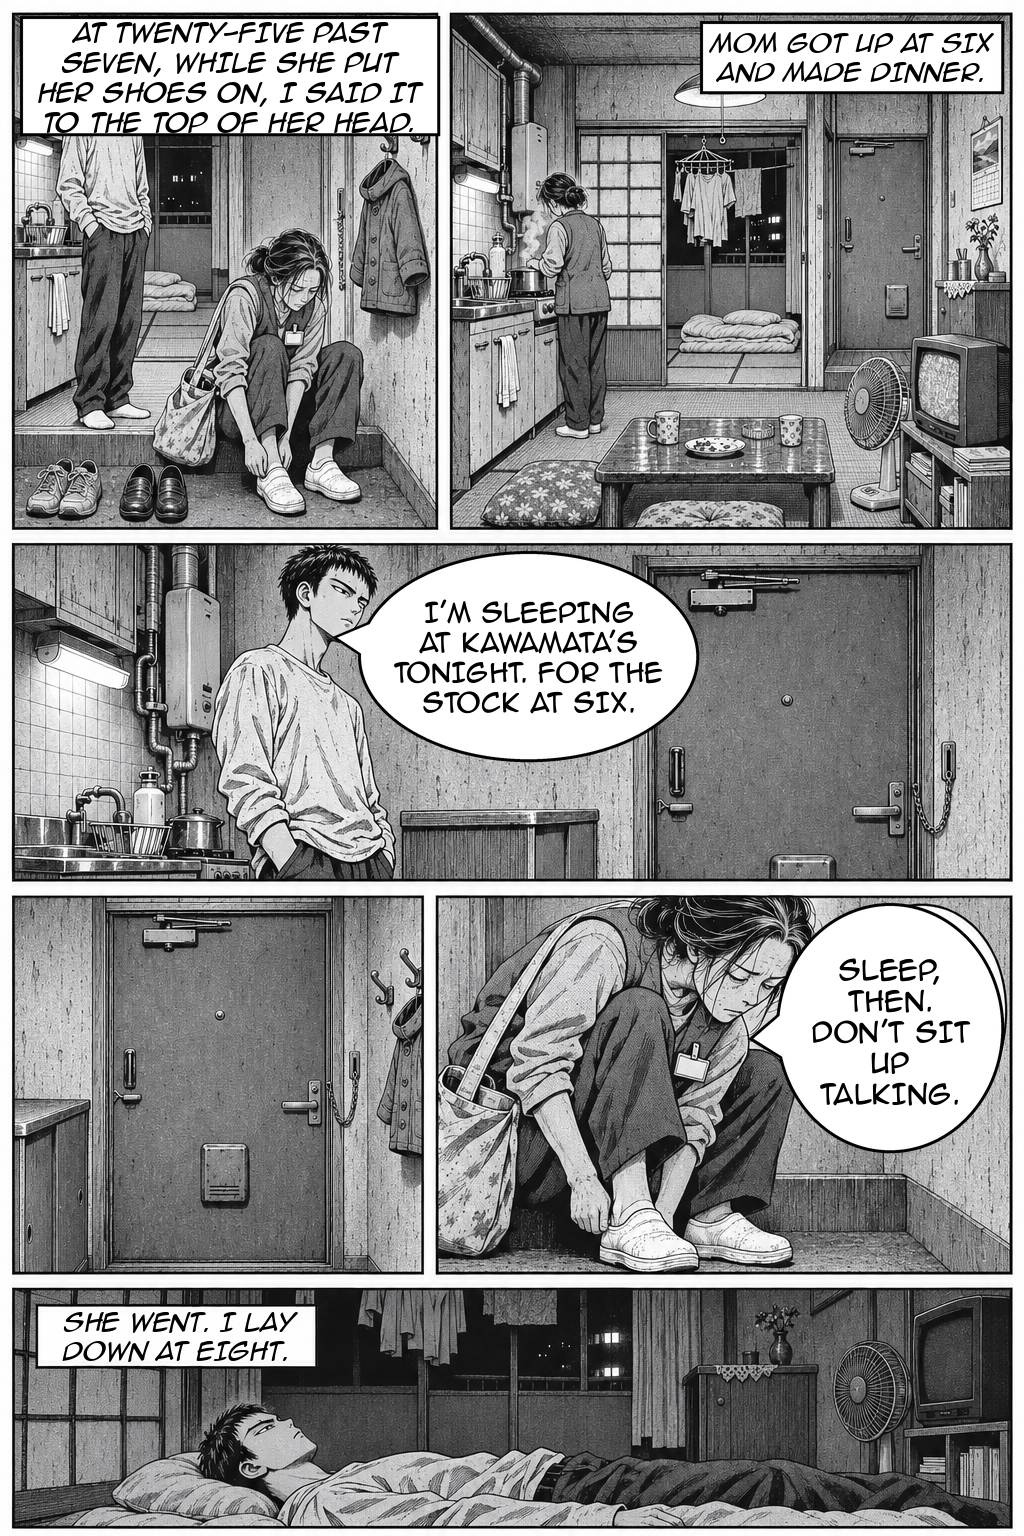 AT TWENTY-FIVE PAST
SEVEN, WHILE SHE PUT
HER SHOES ON, I SAID IT
TO THE TOP OF HER HEAD.
MOM GOT UP AT SIX
AND MADE DINNER.
I'M SLEEPING
AT KAWAMATA'S
TONIGHT. FOR THE
STOCK AT SIX.
SLEEP,
THEN.
DON'T SIT
UP
TALKING.
SHE WENT. I LAY
DOWN AT EIGHT.